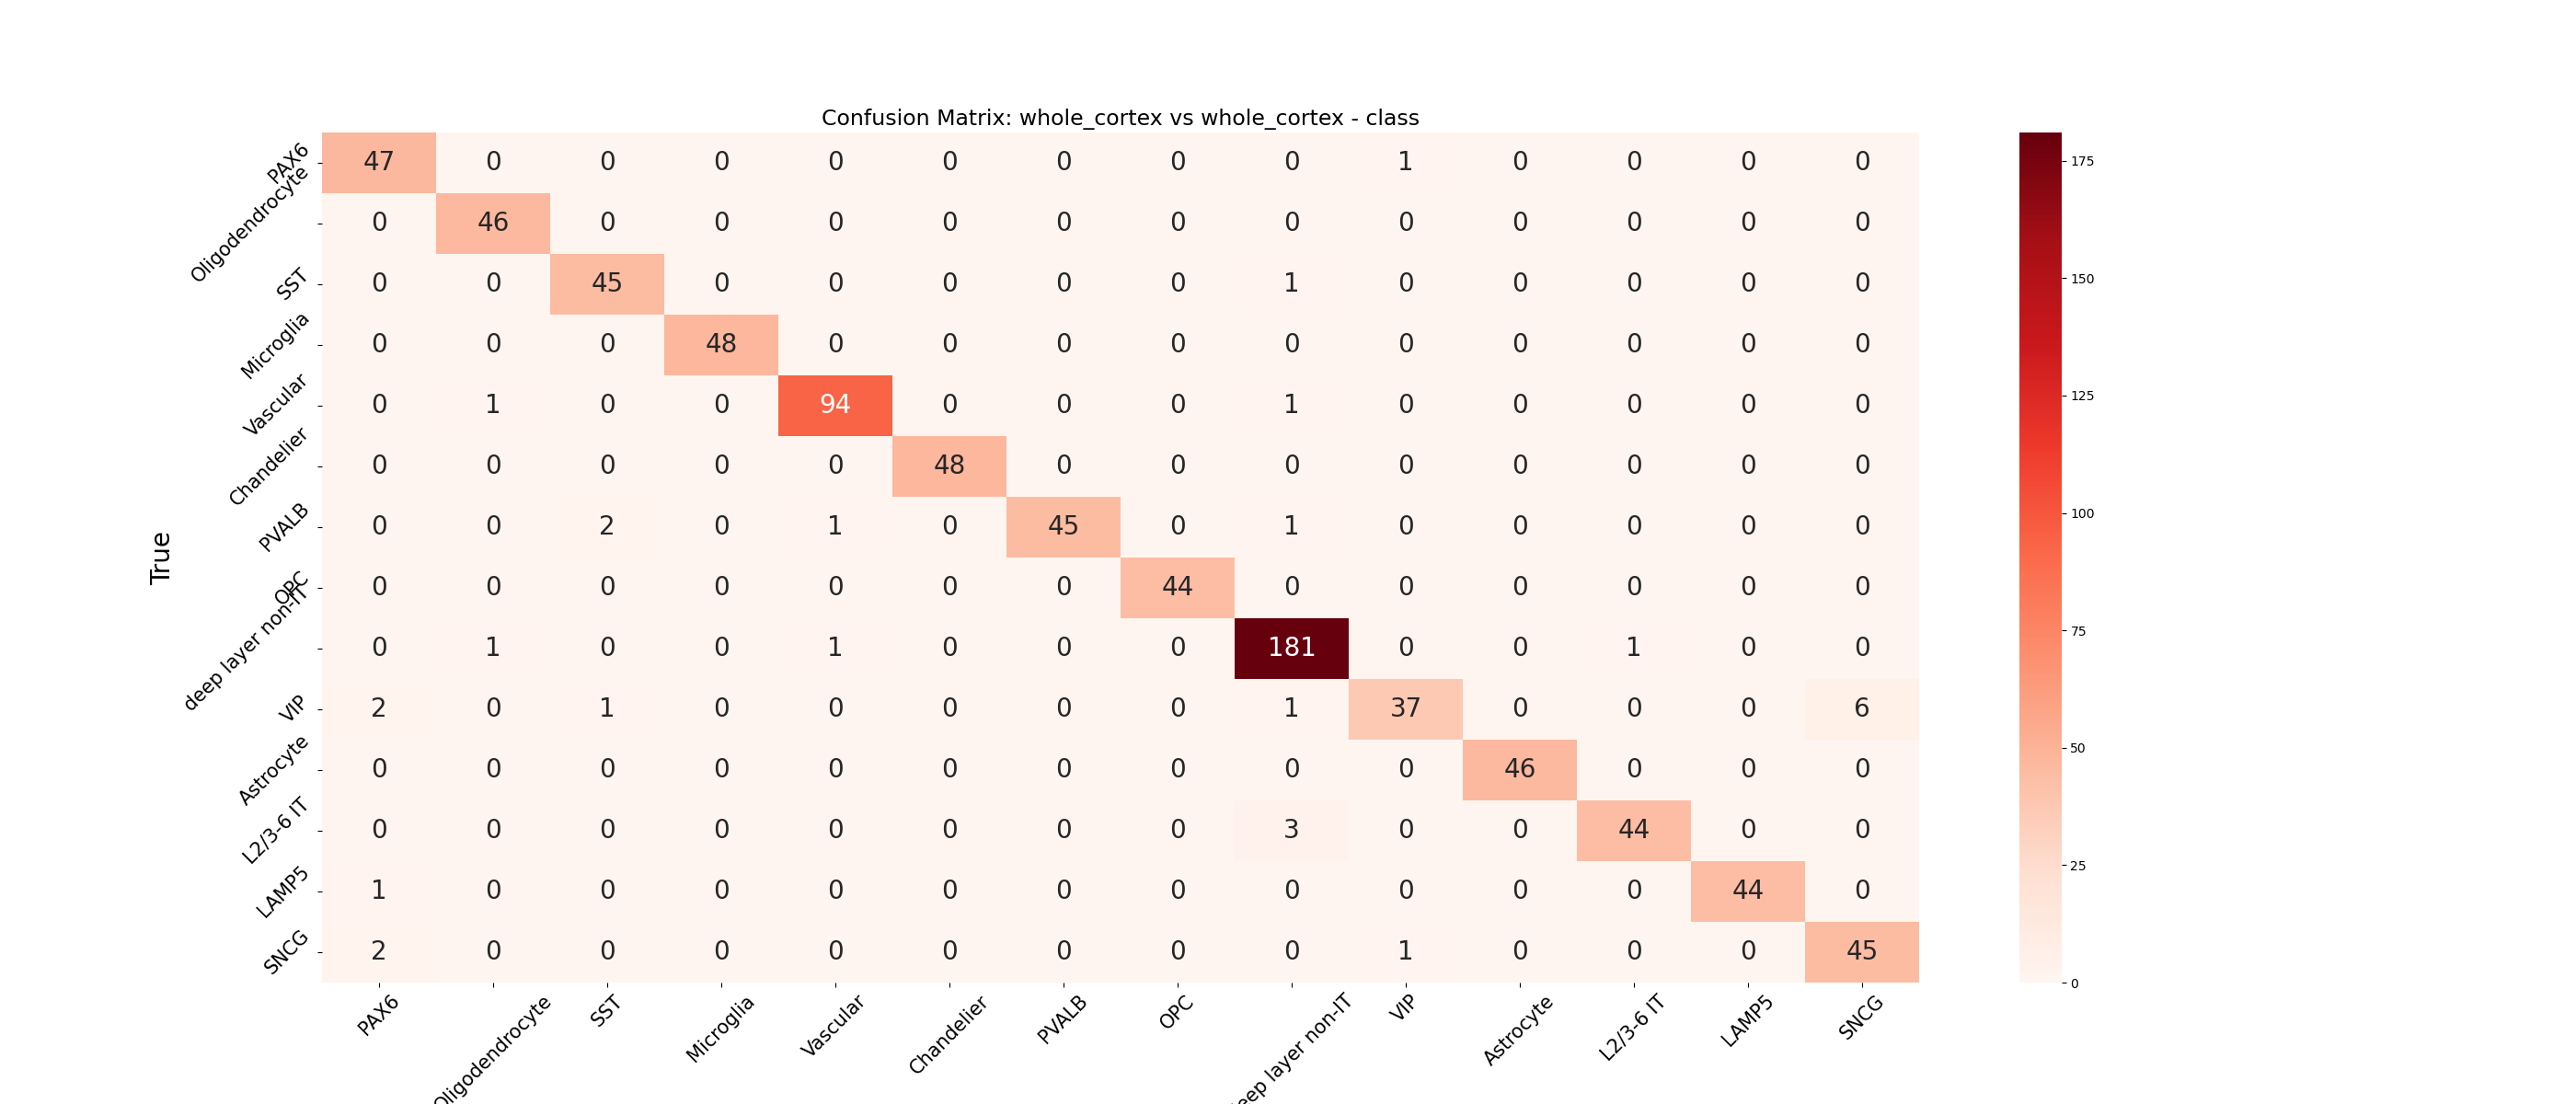 Confusion Matrix: whole_cortex vs whole_cortex - class
True
PAX6 47 0 0 0 0 0 0 0 0 1 0 0 0 0
Oligodendrocyte 0 46 0 0 0 0 0 0 0 0 0 0 0 0
SST 0 0 45 0 0 0 0 0 1 0 0 0 0 0
Microglia 0 0 0 48 0 0 0 0 0 0 0 0 0 0
Vascular 0 1 0 0 94 0 0 0 1 0 0 0 0 0
Chandelier 0 0 0 0 0 48 0 0 0 0 0 0 0 0
PVALB 0 0 2 0 1 0 45 0 1 0 0 0 0 0
OPC 0 0 0 0 0 0 0 44 0 0 0 0 0 0
deep layer non-IT 0 1 0 0 1 0 0 0 181 0 0 1 0 0
VIP 2 0 1 0 0 0 0 0 1 37 0 0 0 6
Astrocyte 0 0 0 0 0 0 0 0 0 0 46 0 0 0
L2/3-6 IT 0 0 0 0 0 0 0 0 3 0 0 44 0 0
LAMP5 1 0 0 0 0 0 0 0 0 0 0 0 44 0
SNCG 2 0 0 0 0 0 0 0 0 1 0 0 0 45
PAX6 Oligodendrocyte SST Microglia Vascular Chandelier PVALB OPC eep layer non-IT VIP Astrocyte L2/3-6 IT LAMP5 SNCG
175
150
125
100
75
50
25
0